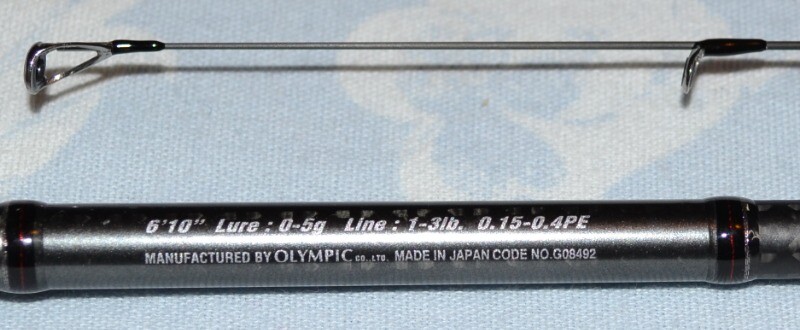 6'10" Lure : 0-5g Line : 1-3lb. 0.15-0.4PE
MANUFACTURED BY OLYMPIC CO.,LTD. MADE IN JAPAN CODE NO.G08492